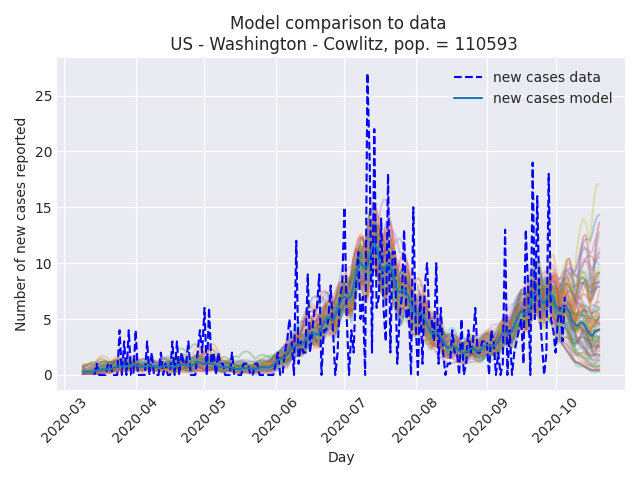 Model comparison to data
US - Washington - Cowlitz, pop. = 110593
new cases data
new cases model
Number of new cases reported
25
20
15
10
5
0
2020-03
2020-04
2020-05
2020-06
2020-07
2020-08
2020-09
2020-10
Day